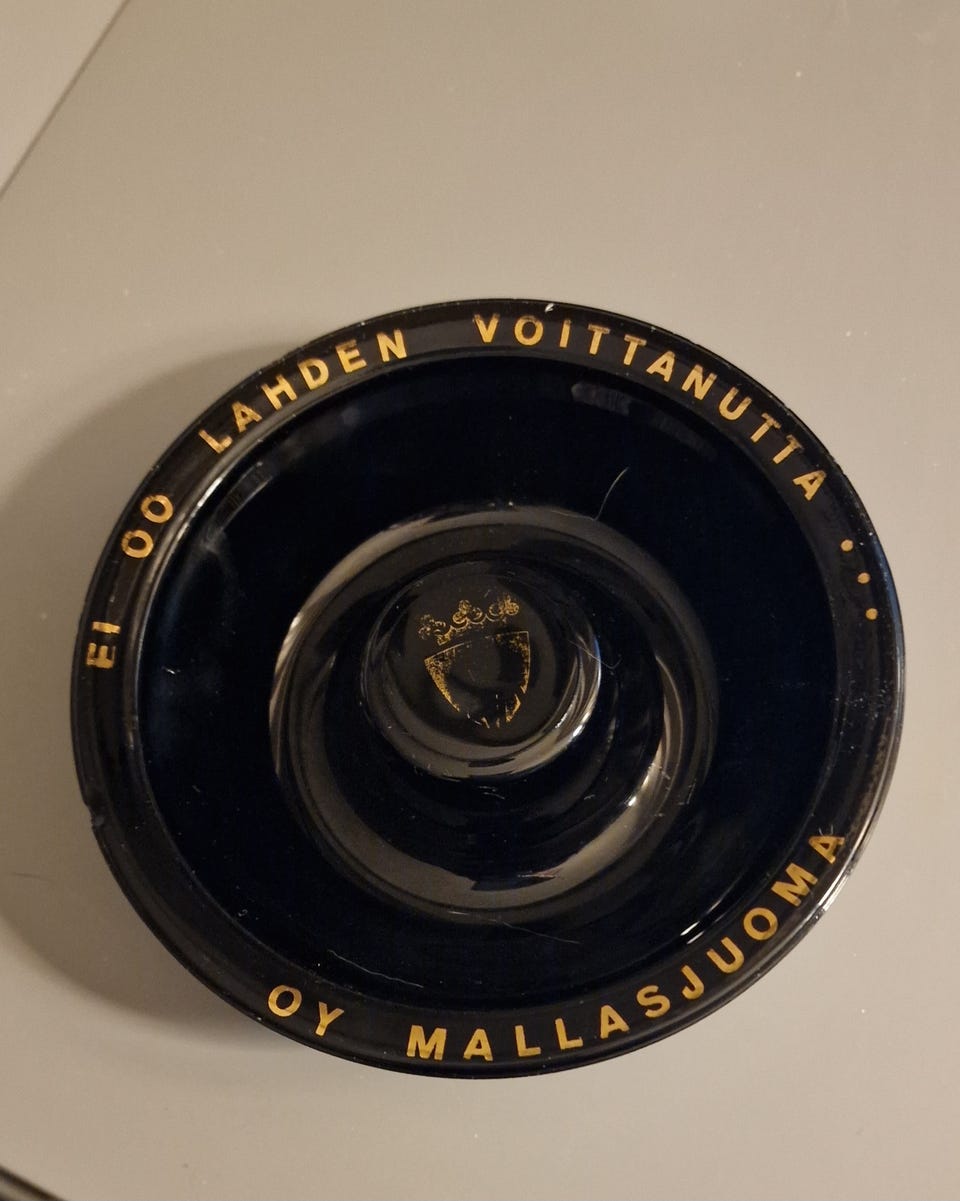 EI OO LAHDEN VOITTANUTTA ...
OY MALLASJUOMA